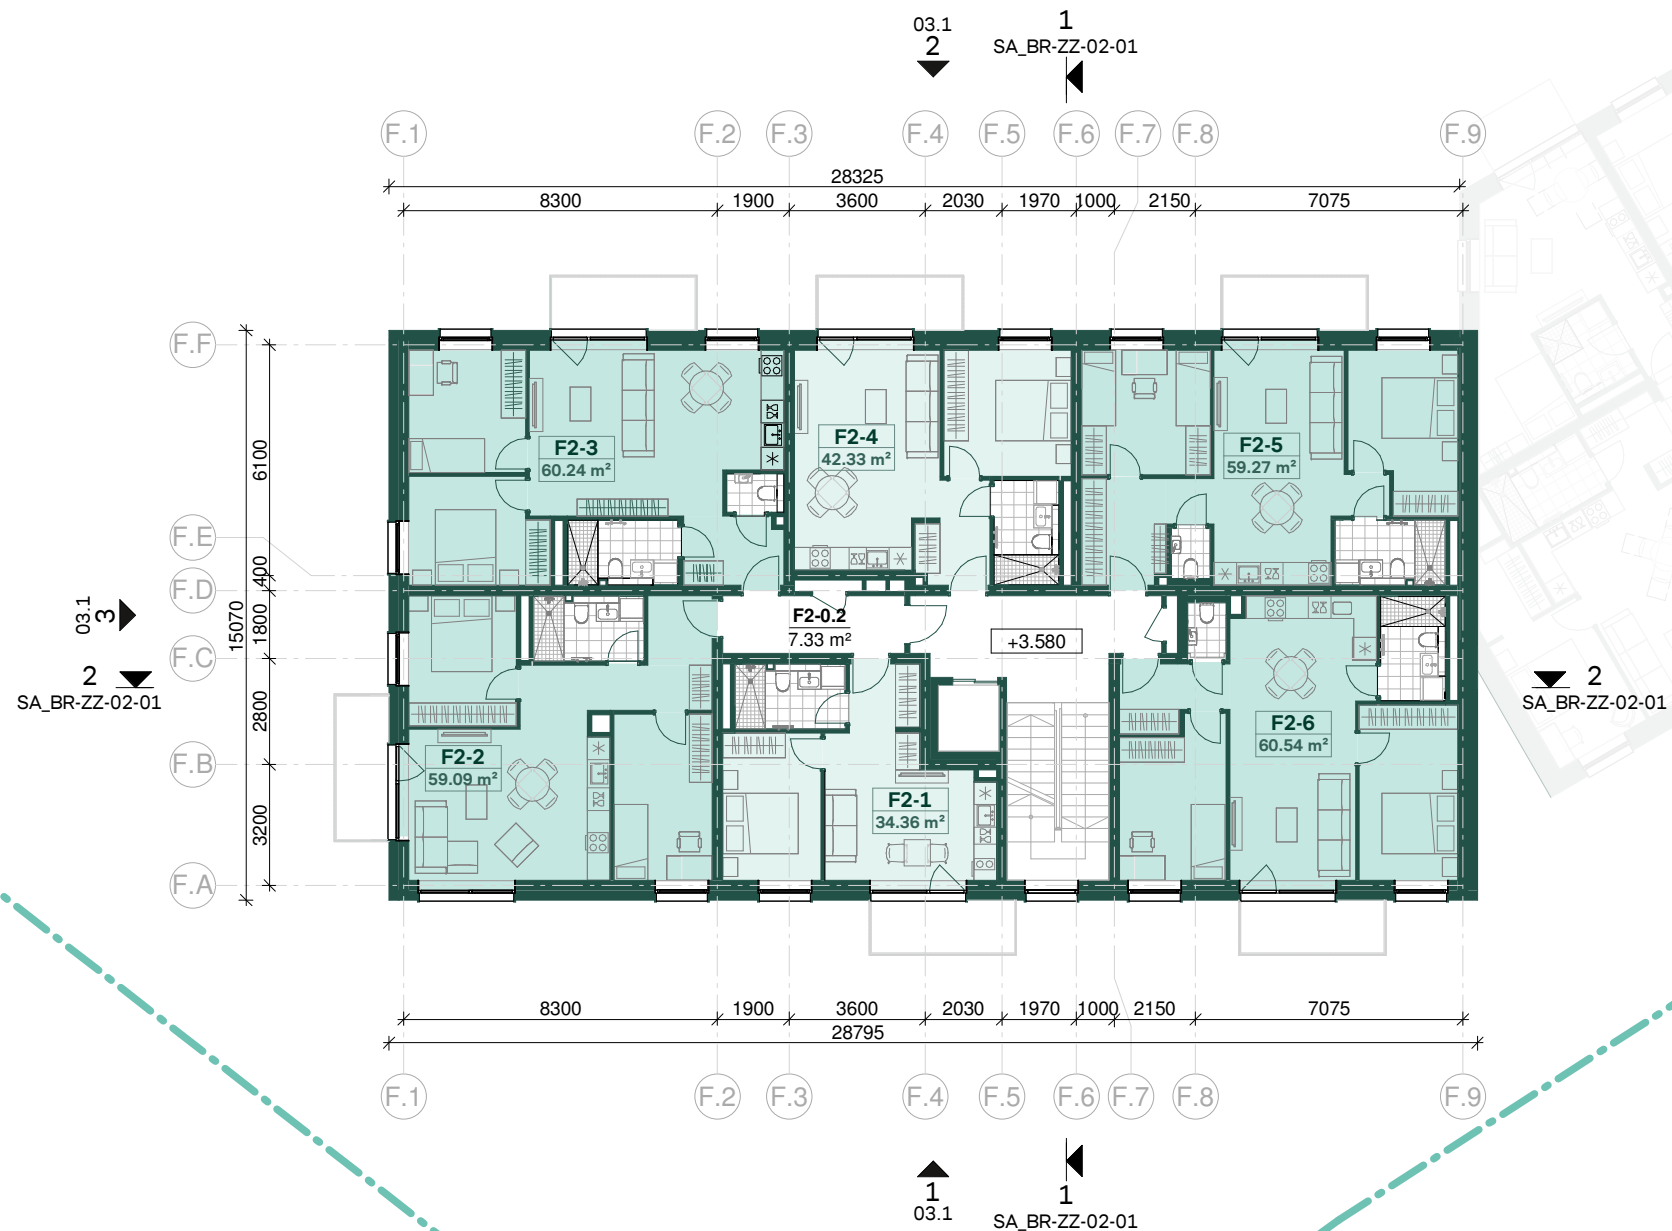 03.1
2
1
SA_BR-ZZ-02-01
F.1
F.2
F.3
F.4
F.5
F.6
F.7
F.8
F.9
28325
8300
1900
3600
2030
1970
1000
2150
7075
F.F
F.E
F.D
F.C
F.B
F.A
15070
6100
400
1800
2800
3200
03.1
3
2
SA_BR-ZZ-02-01
2
SA_BR-ZZ-02-01
F2-3
60.24 m²
F2-4
42.33 m²
F2-5
59.27 m²
F2-0.2
7.33 m²
+3.580
F2-2
59.09 m²
F2-1
34.36 m²
F2-6
60.54 m²
8300
1900
3600
2030
1970
1000
2150
7075
28795
F.1
F.2
F.3
F.4
F.5
F.6
F.7
F.8
F.9
1
03.1
1
SA_BR-ZZ-02-01